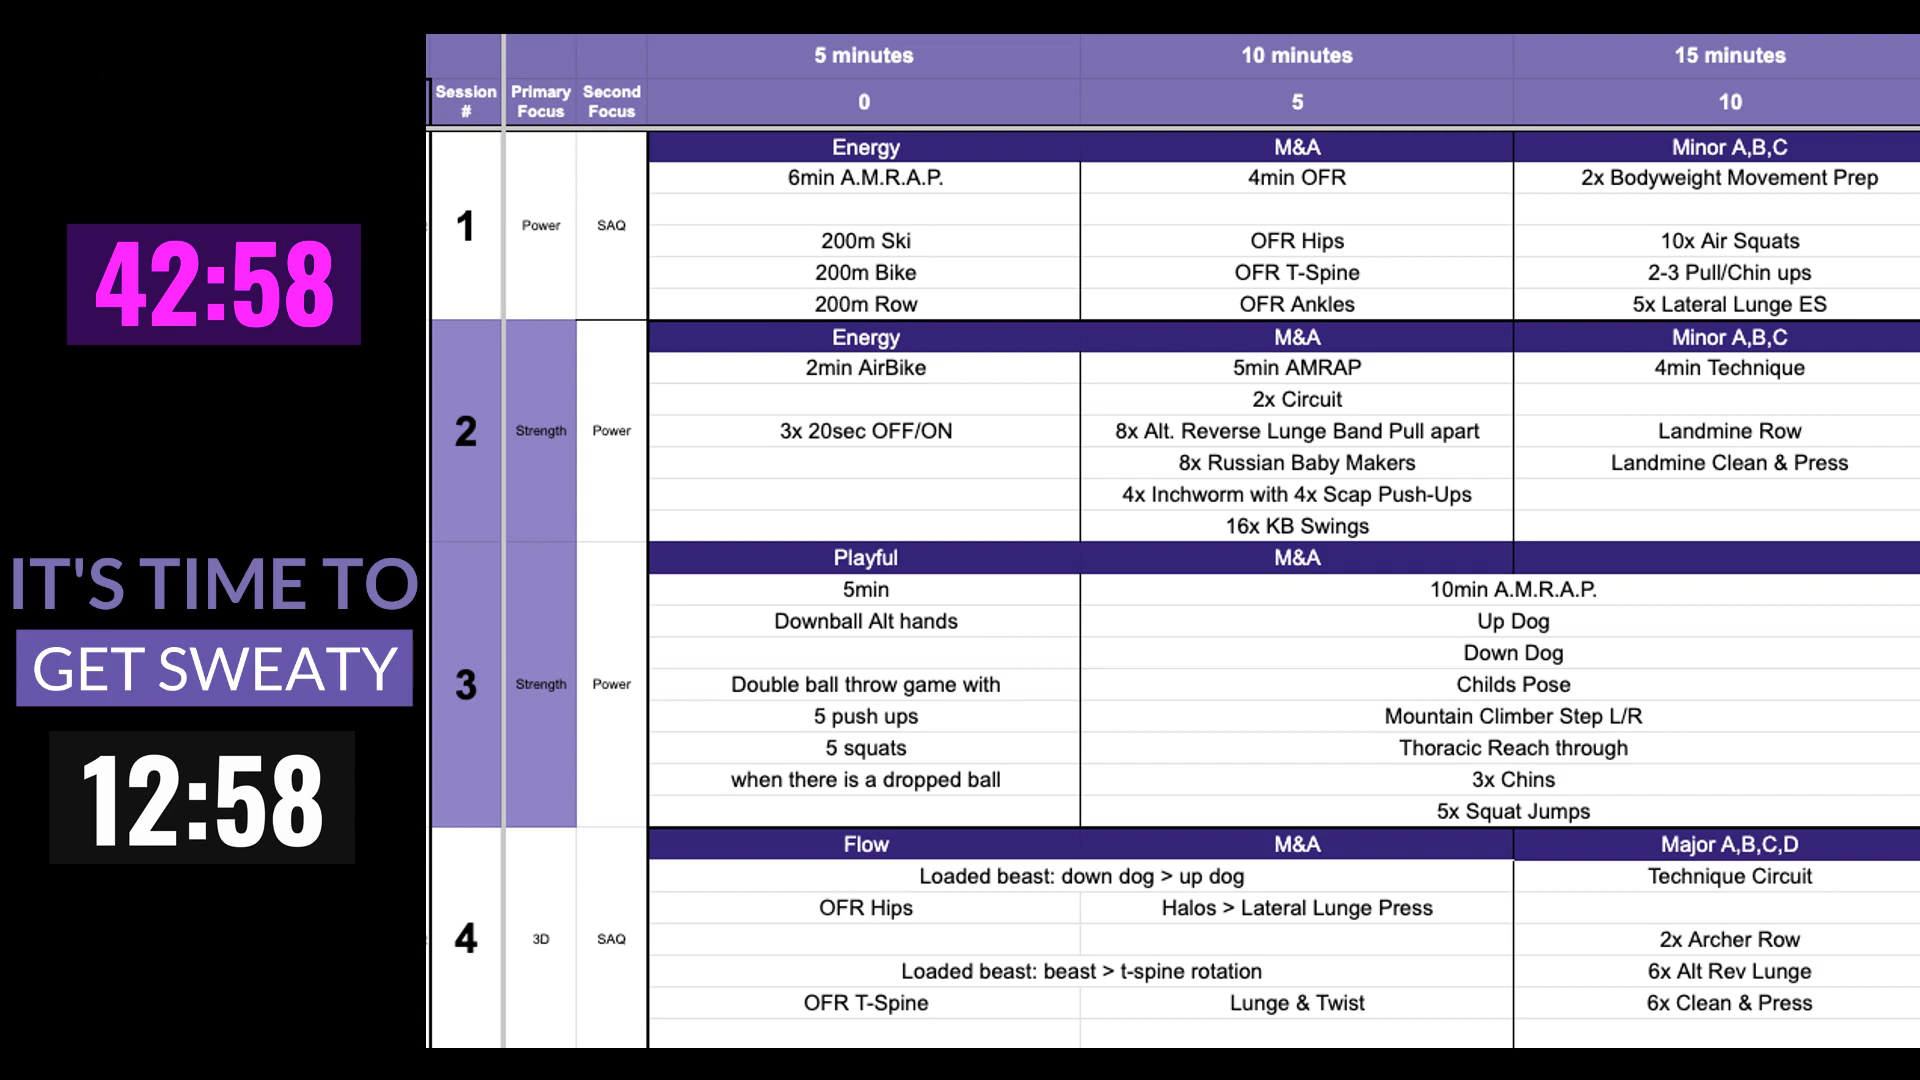 42:58
IT'S TIME TO
GET SWEATY
12:58
5 minutes 10 minutes 15 minutes
Session # Primary Focus Second Focus 0 5 10
1 Power SAQ
Energy M&A Minor A,B,C
6min A.M.R.A.P. 4min OFR 2x Bodyweight Movement Prep
200m Ski OFR Hips 10x Air Squats
200m Bike OFR T-Spine 2-3 Pull/Chin ups
200m Row OFR Ankles 5x Lateral Lunge ES
2 Strength Power
Energy M&A Minor A,B,C
2min AirBike 5min AMRAP 4min Technique
2x Circuit
3x 20sec OFF/ON 8x Alt. Reverse Lunge Band Pull apart Landmine Row
8x Russian Baby Makers Landmine Clean & Press
4x Inchworm with 4x Scap Push-Ups
16x KB Swings
3 Strength Power
Playful M&A
5min 10min A.M.R.A.P.
Downball Alt hands Up Dog
Down Dog
Double ball throw game with Childs Pose
5 push ups Mountain Climber Step L/R
5 squats Thoracic Reach through
when there is a dropped ball 3x Chins
5x Squat Jumps
4 3D SAQ
Flow M&A Major A,B,C,D
Loaded beast: down dog > up dog Technique Circuit
OFR Hips Halos > Lateral Lunge Press
2x Archer Row
Loaded beast: beast > t-spine rotation 6x Alt Rev Lunge
OFR T-Spine Lunge & Twist 6x Clean & Press